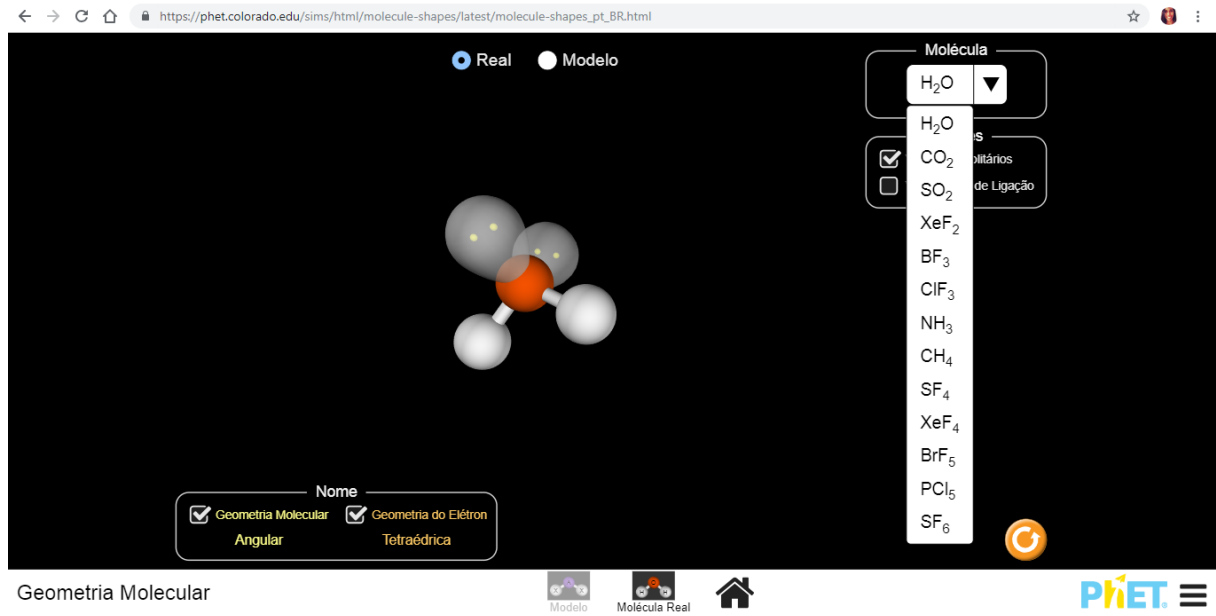 https://phet.colorado.edu/sims/html/molecule-shapes/latest/molecule-shapes_pt_BR.html
Real Modelo
Molécula
H₂O
H₂O
CO₂
SO₂
XeF₂
BF₃
ClF₃
NH₃
CH₄
SF₄
XeF₄
BrF₅
PCl₅
SF₆
de Ligação
Nome
Geometria Molecular Geometria do Elétron
Angular Tetraédrica
Geometria Molecular
Modelo
Molécula Real
PhET